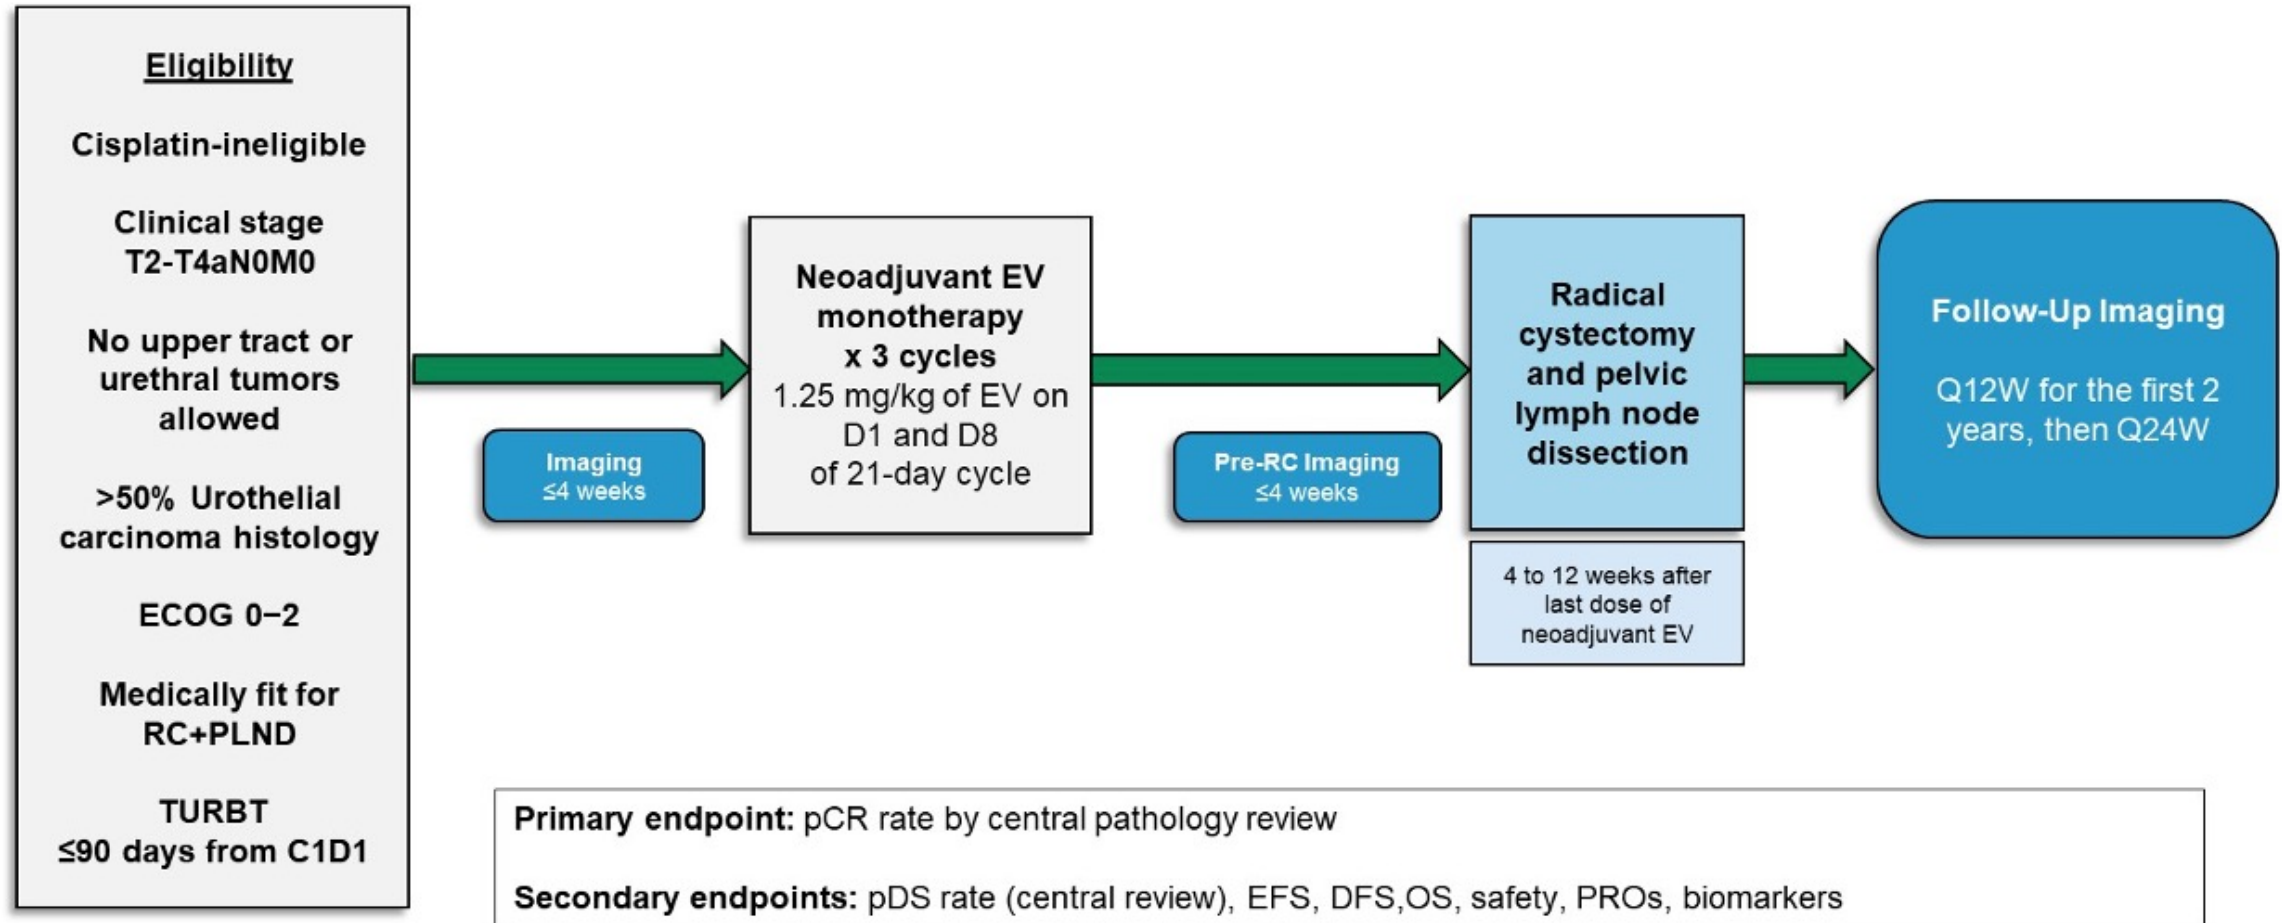 Eligibility
Cisplatin-ineligible
Clinical stage
T2-T4aN0M0
No upper tract or
urethral tumors
allowed
>50% Urothelial
carcinoma histology
ECOG 0–2
Medically fit for
RC+PLND
TURBT
≤90 days from C1D1
Imaging
≤4 weeks
Neoadjuvant EV
monotherapy
x 3 cycles
1.25 mg/kg of EV on
D1 and D8
of 21-day cycle
Pre-RC Imaging
≤4 weeks
Radical
cystectomy
and pelvic
lymph node
dissection
4 to 12 weeks after
last dose of
neoadjuvant EV
Follow-Up Imaging
Q12W for the first 2
years, then Q24W
Primary endpoint: pCR rate by central pathology review
Secondary endpoints: pDS rate (central review), EFS, DFS,OS, safety, PROs, biomarkers